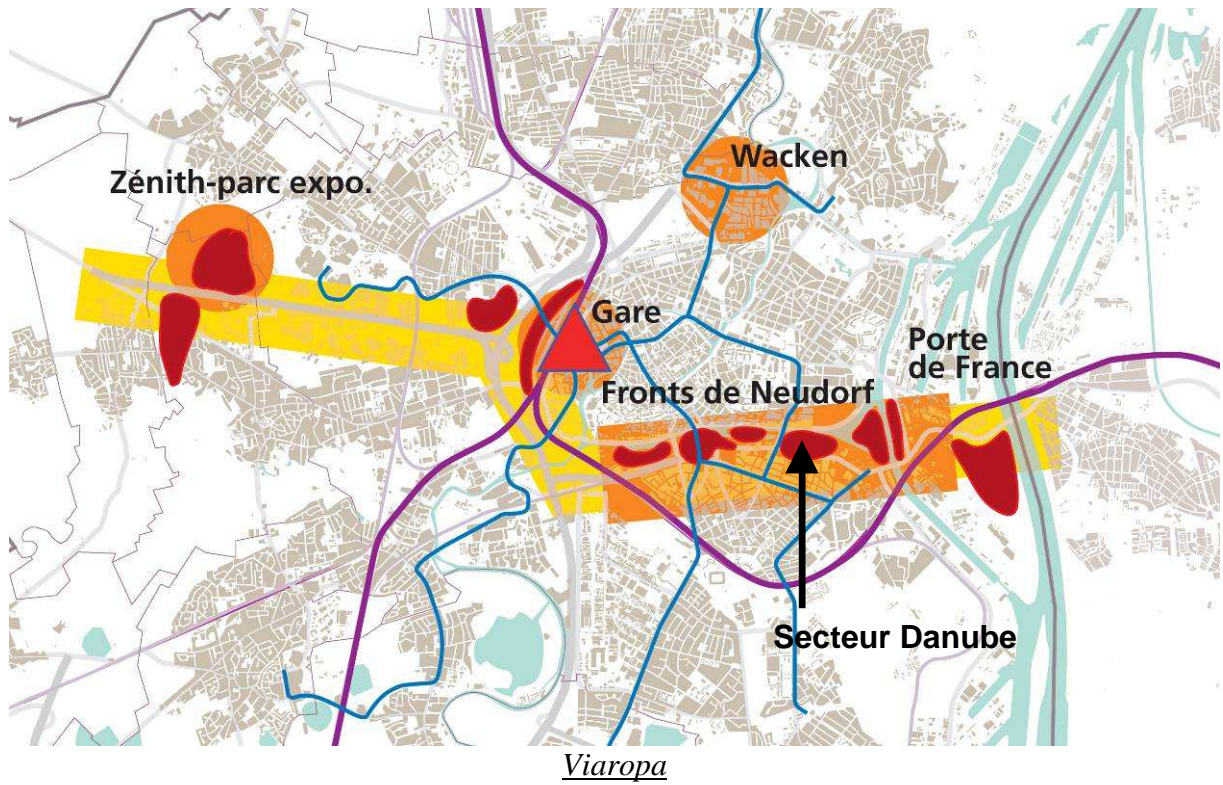 Wacken
Zénith-parc expo.
Gare
Porte
de France
Fronts de Neudorf
Secteur Danube
Viaropa